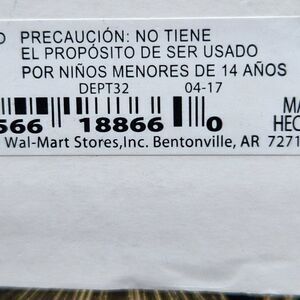 PRECAUCIÓN: NO TIENE
EL PROPÓSITO DE SER USADO
POR NIÑOS MENORES DE 14 AÑOS
DEPT32 04-17
566 18866 0
Wal-Mart Stores,Inc. Bentonville, AR 7271